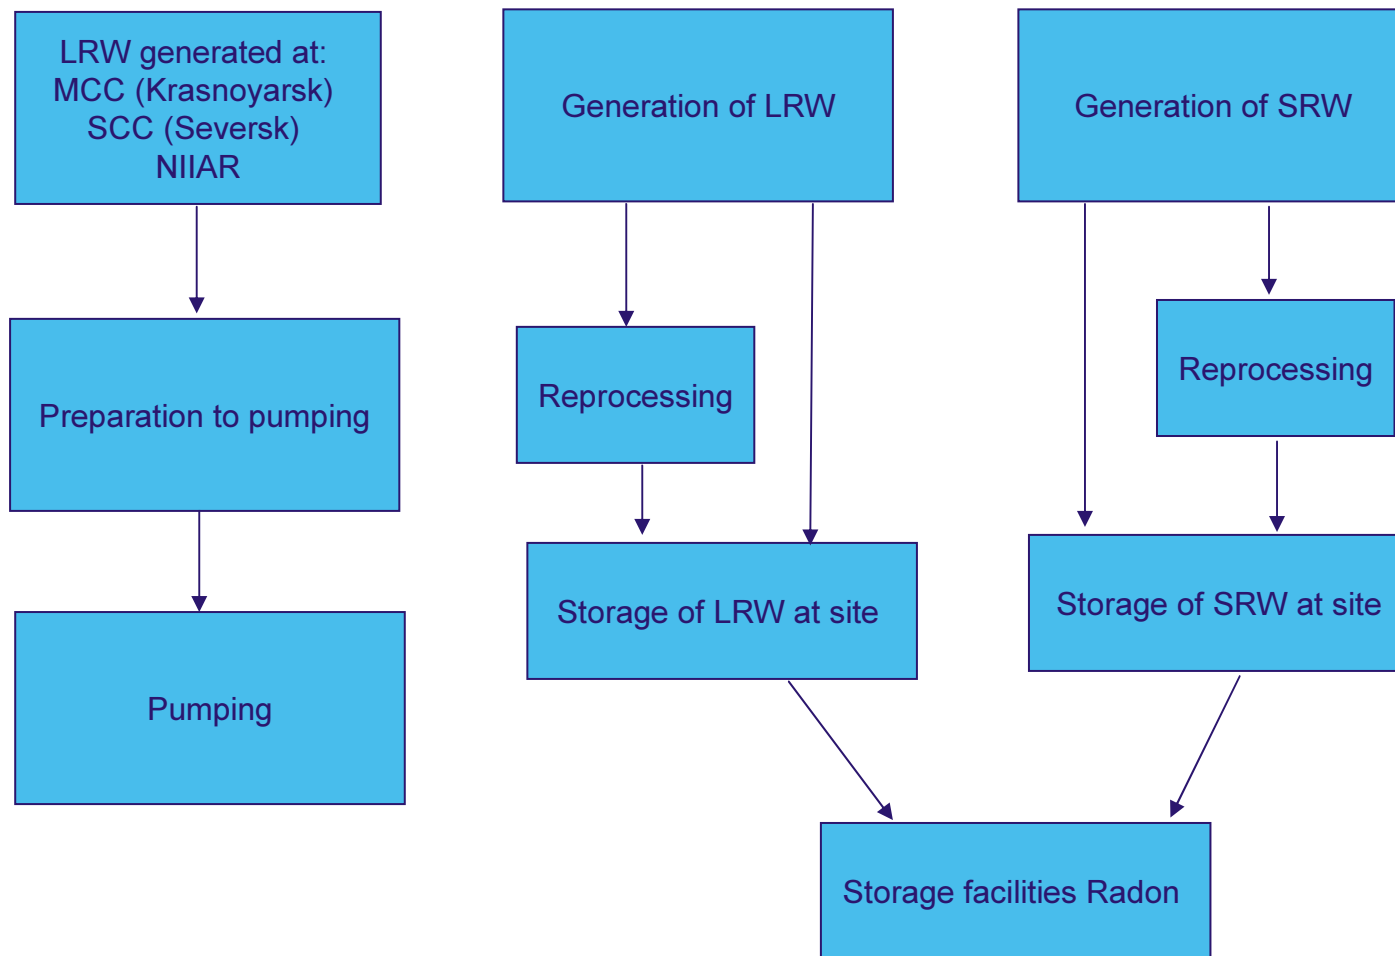 LRW generated at:
MCC (Krasnoyarsk)
SCC (Seversk)
NIIAR
Preparation to pumping
Pumping
Generation of LRW
Reprocessing
Storage of LRW at site
Generation of SRW
Reprocessing
Storage of SRW at site
Storage facilities Radon